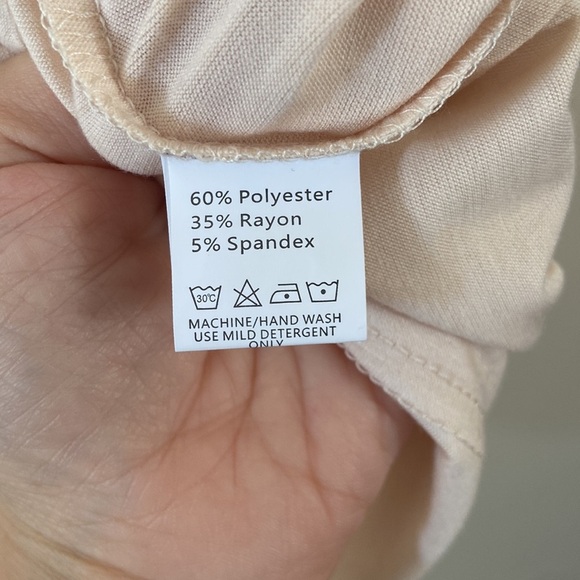 60% Polyester
35% Rayon
5% Spandex
30℃
MACHINE/HAND WASH
USE MILD DETERGENT
ONLY